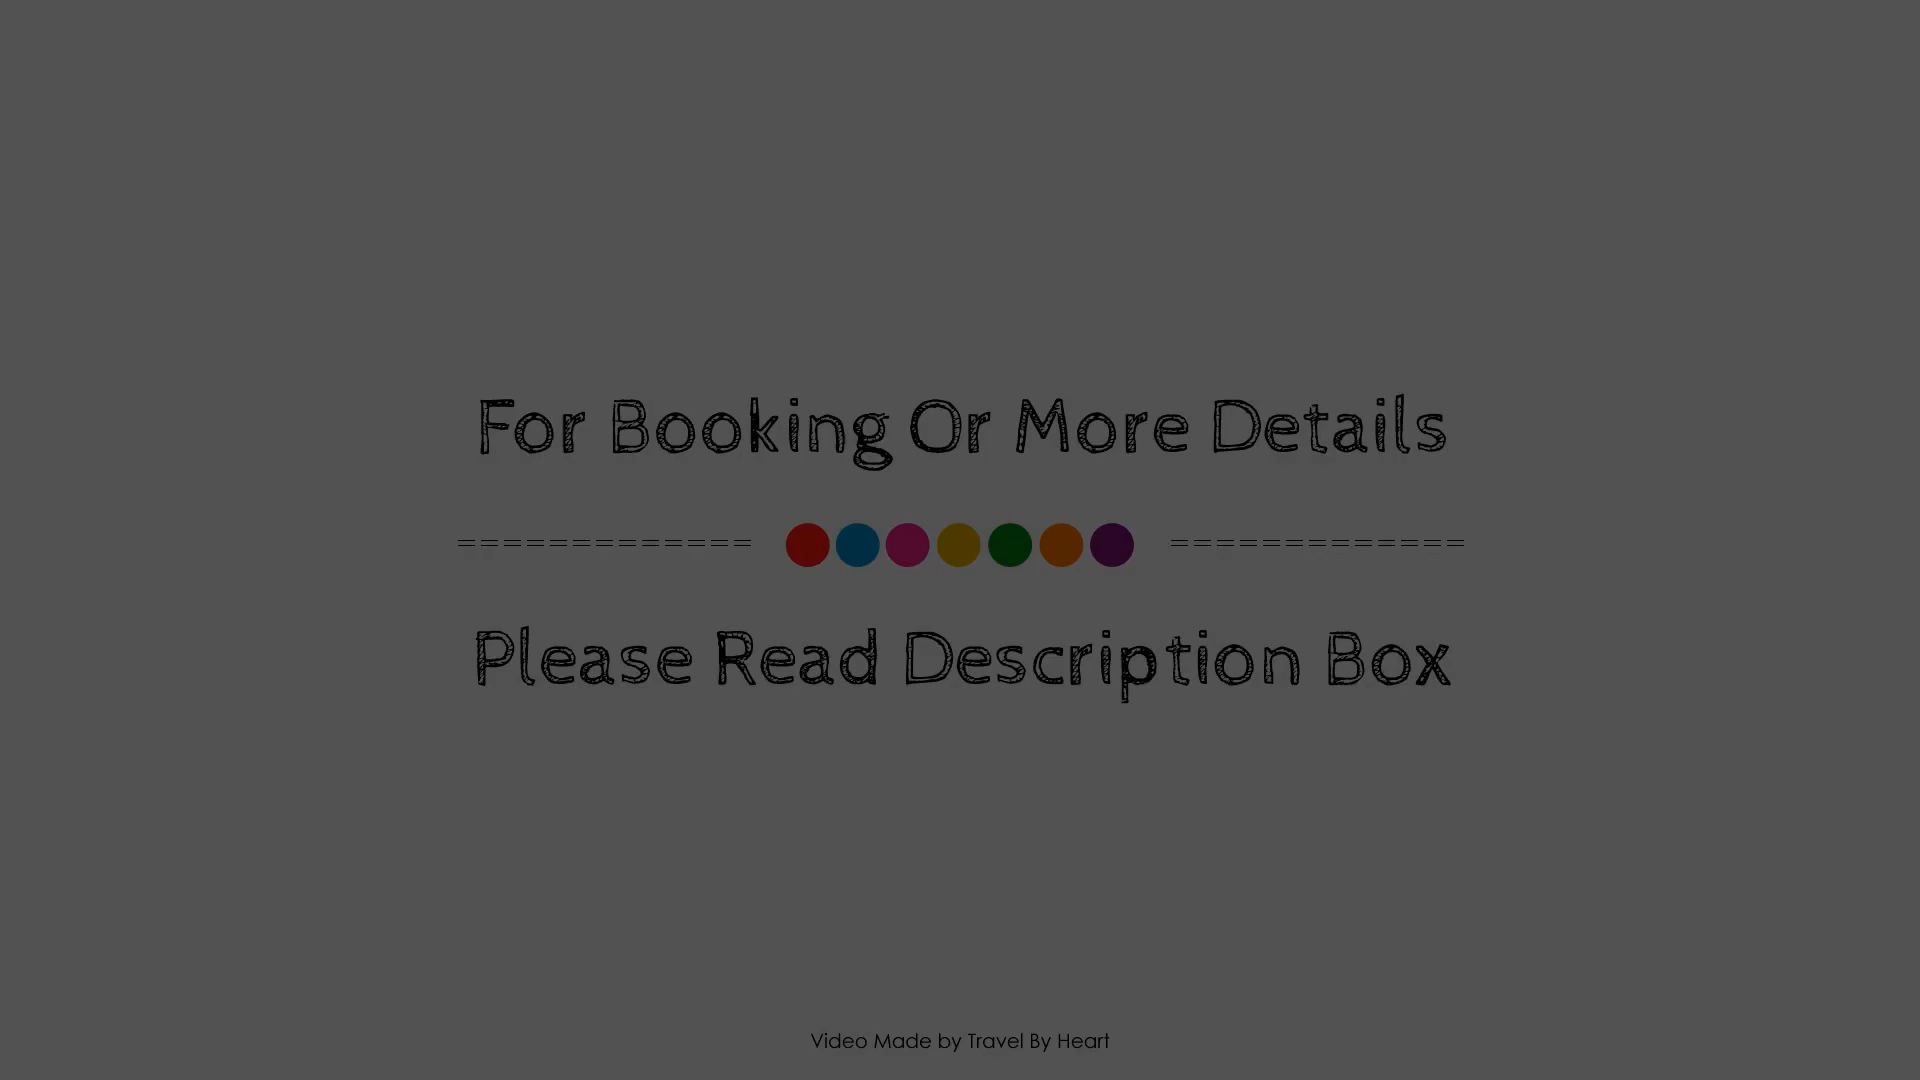 For Booking Or More Details
============= =============
Please Read Description Box
Video Made by Travel By Heart